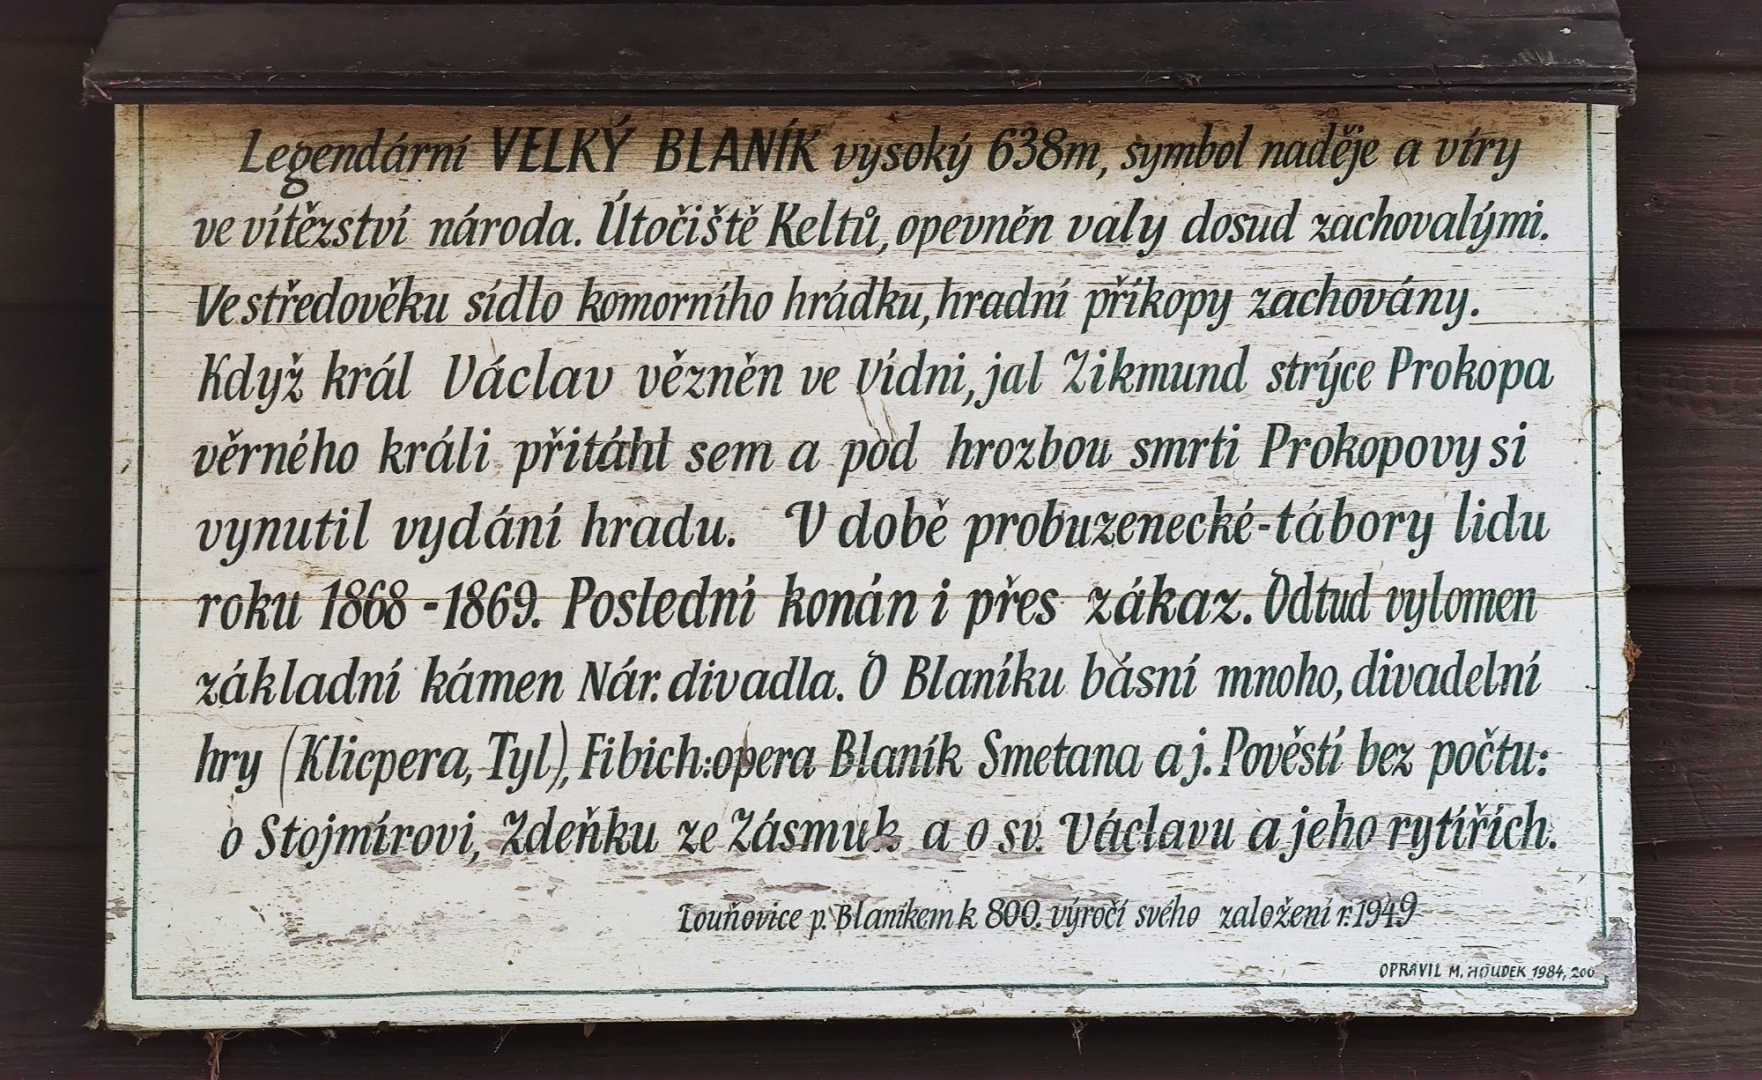 Legendární VELKÝ BLANÍK vysoký 638m, symbol naděje a víry
ve vítězství národa. Útočiště Keltů, opevněn valy dosud zachovalými.
Ve středověku sídlo komorního hrádku, hradní příkopy zachovány.
Když král Václav vězněn ve Vídni, jal Zikmund strýce Prokopa
věrného králi přitáhl sem a pod hrozbou smrti Prokopovy si
vynutil vydání hradu. V době probuzenecké-tábory lidu
roku 1868-1869. Poslední konán i přes zákaz. Odtud vylomen
základní kámen Nár. divadla. O Blaníku básní mnoho, divadelní
hry (Klicpera, Tyl), Fibich:opera Blaník Smetana a j. Pověstí bez počtu:
o Stojmírovi, Zdeňku ze Zásmuk a o sv. Václavu a jeho rytířích.
Louňovice p. Blaníkem k 800. výročí svého založení r. 1949
OPRAVIL M. HOUDEK 1984,